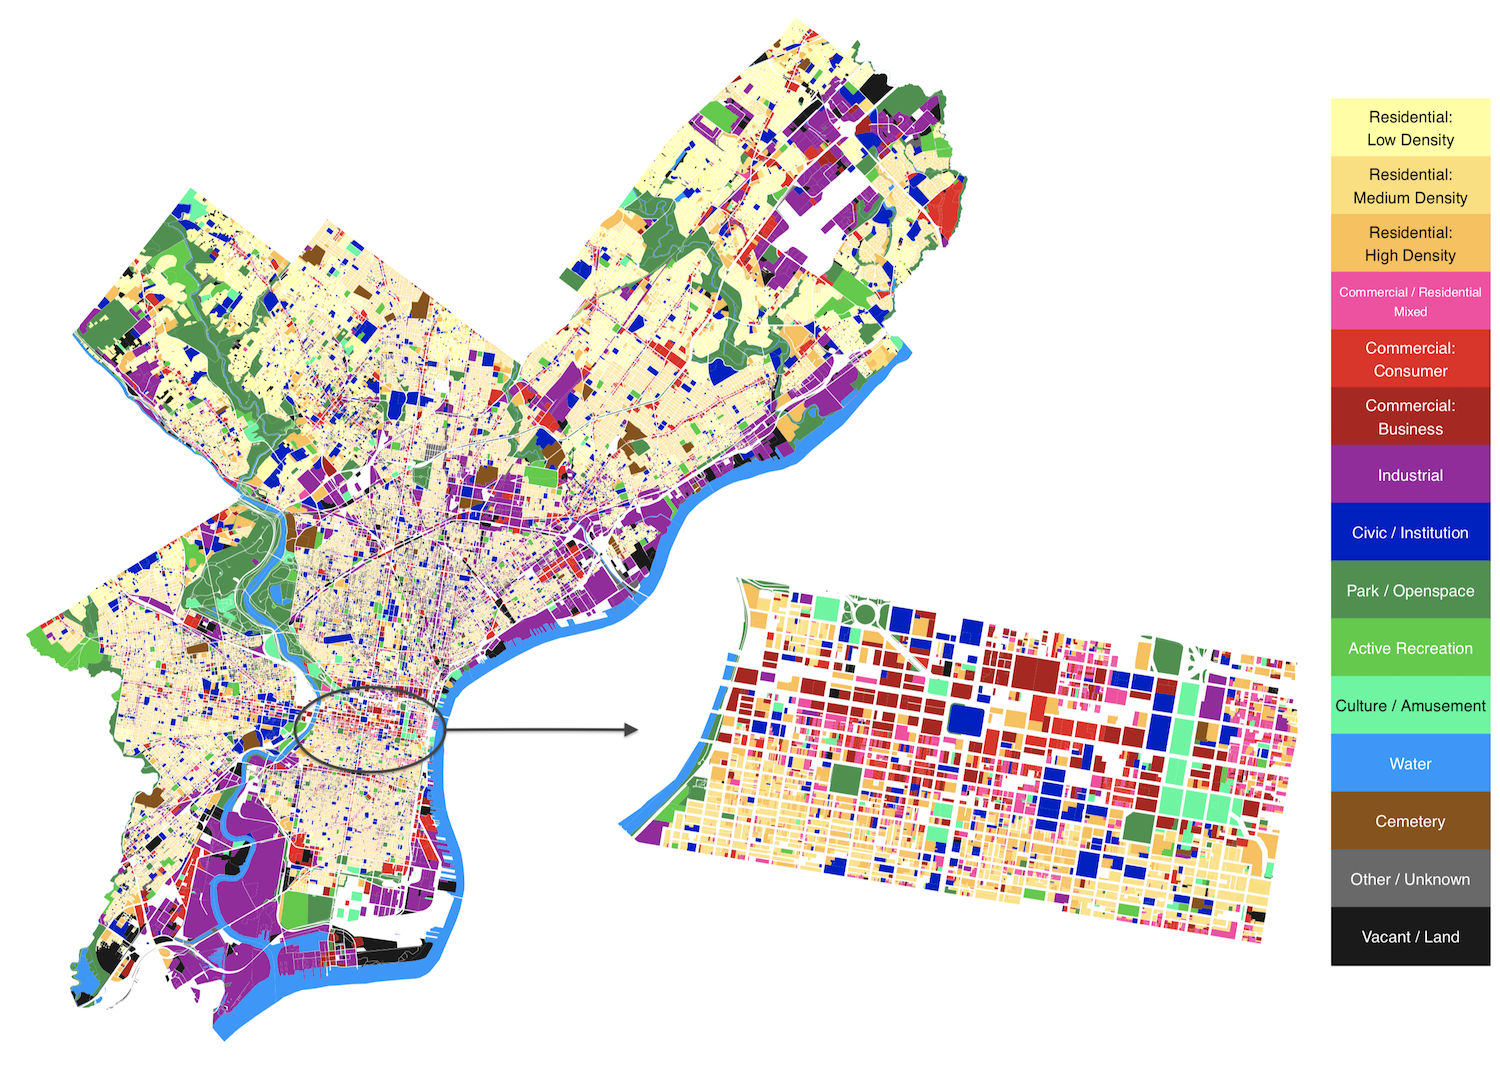 Residential:
Low Density
Residential:
Medium Density
Residential:
High Density
Commercial / Residential
Mixed
Commercial:
Consumer
Commercial:
Business
Industrial
Civic / Institution
Park / Openspace
Active Recreation
Culture / Amusement
Water
Cemetery
Other / Unknown
Vacant / Land